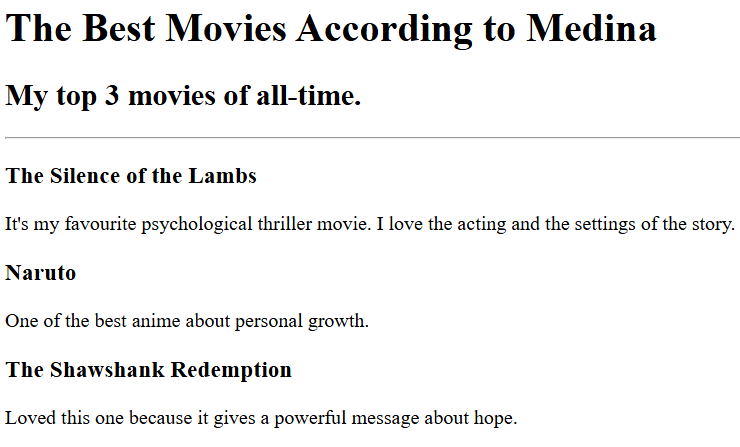 The Best Movies According to Medina
My top 3 movies of all-time.
The Silence of the Lambs
It's my favourite psychological thriller movie. I love the acting and the settings of the story.
Naruto
One of the best anime about personal growth.
The Shawshank Redemption
Loved this one because it gives a powerful message about hope.